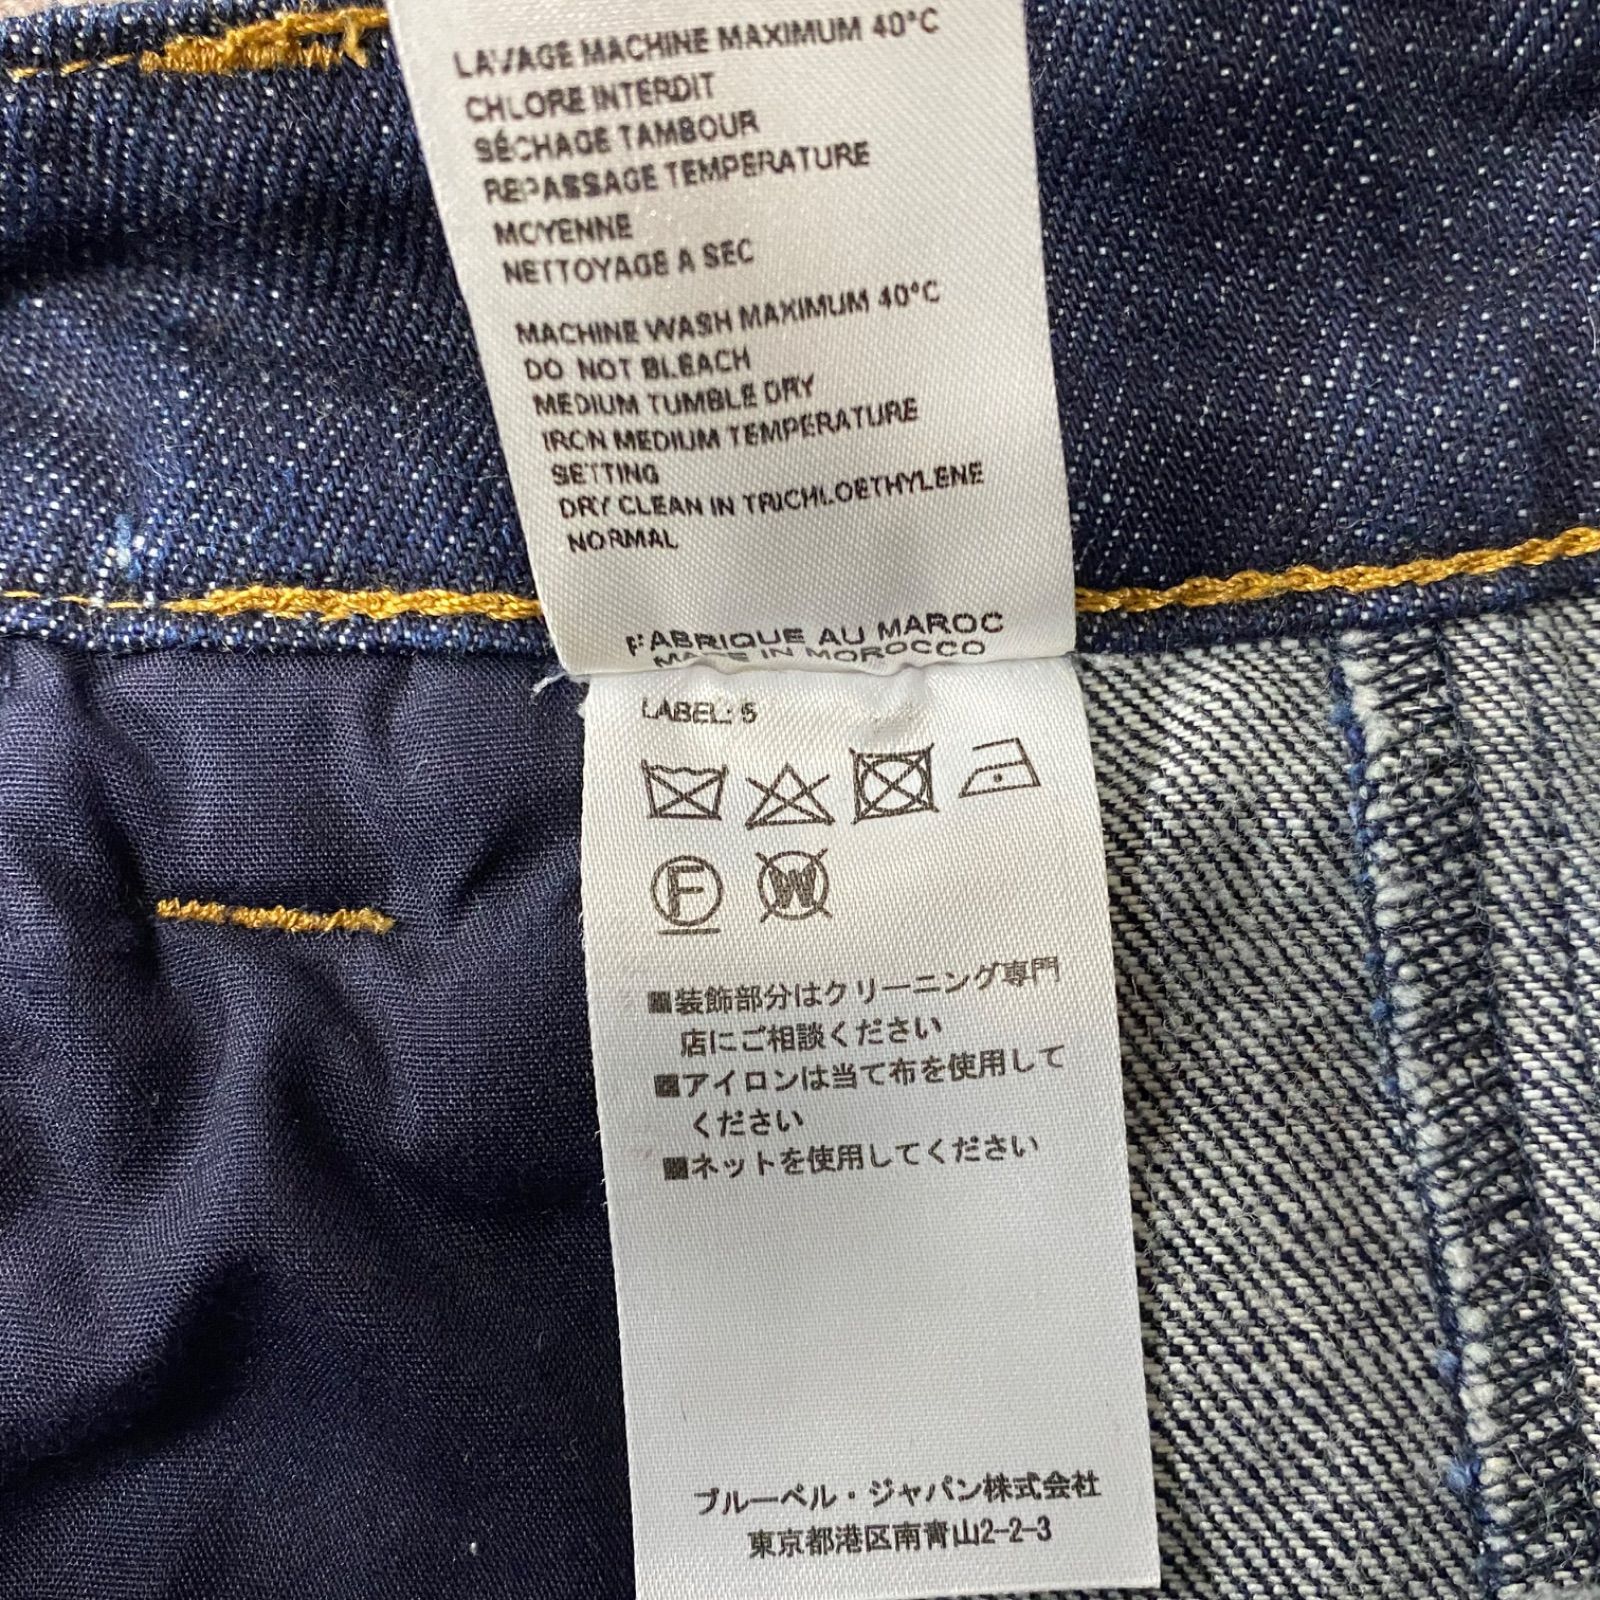 LAVAGE MACHINE MAXIMUM 40°C
CHLORE INTERDIT
SÉCHAGE TAMBOUR
REPASSAGE TEMPERATURE
MOYENNE
NETTOYAGE A SEC
MACHINE WASH MAXIMUM 40°C
DO NOT BLEACH
MEDIUM TUMBLE DRY
IRON MEDIUM TEMPERATURE
SETTING
DRY CLEAN IN TRICHLOETHYLENE
NORMAL
FABRIQUE AU MAROC
MADE IN MOROCCO
LABEL: 5
F W
■装飾部分はクリーニング専門
店にご相談ください
■アイロンは当て布を使用して
ください
■ネットを使用してください
ブルーベル・ジャパン株式会社
東京都港区南青山2-2-3